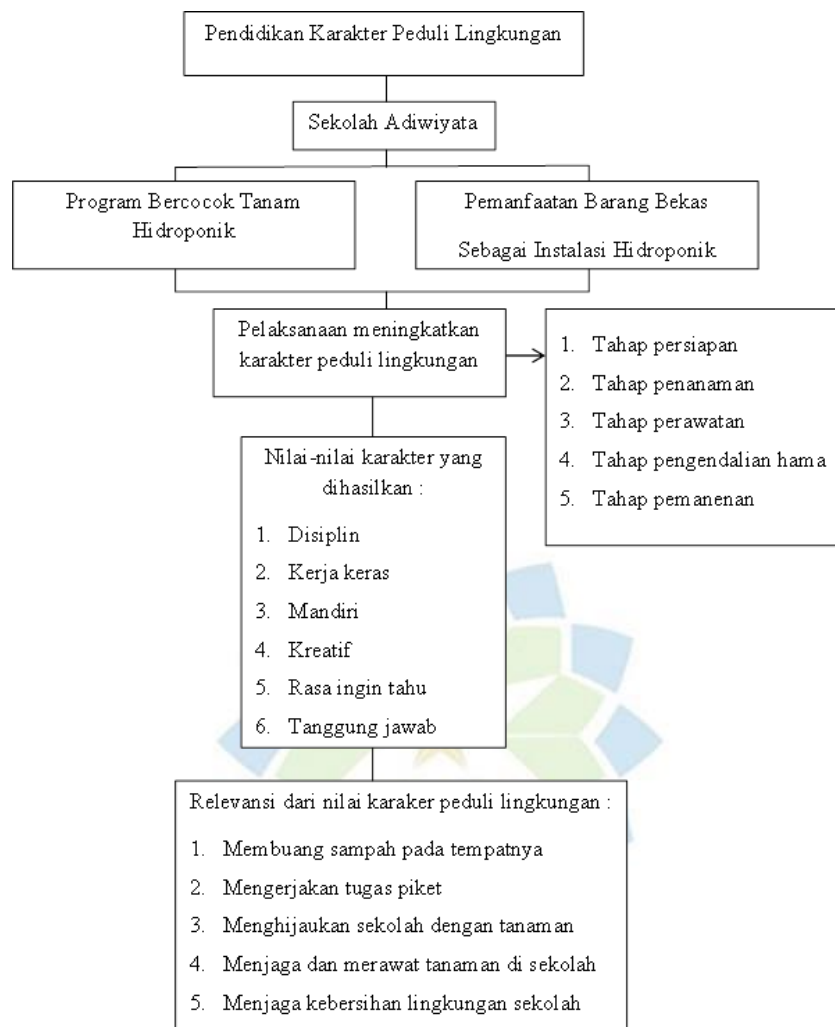 Pendidikan Karakter Peduli Lingkungan
Sekolah Adiwiyata
Program Bercocok Tanam
Hidroponik
Pemanfaatan Barang Bekas
Sebagai Instalasi Hidroponik
Pelaksanaan meningkatkan
karakter peduli lingkungan
1. Tahap persiapan
2. Tahap penanaman
3. Tahap perawatan
4. Tahap pengendalian hama
5. Tahap pemanenan
Nilai-nilai karakter yang
dihasilkan :
1. Disiplin
2. Kerja keras
3. Mandiri
4. Kreatif
5. Rasa ingin tahu
6. Tanggung jawab
Relevansi dari nilai karaker peduli lingkungan :
1. Membuang sampah pada tempatnya
2. Mengerjakan tugas piket
3. Menghijaukan sekolah dengan tanaman
4. Menjaga dan merawat tanaman di sekolah
5. Menjaga kebersihan lingkungan sekolah